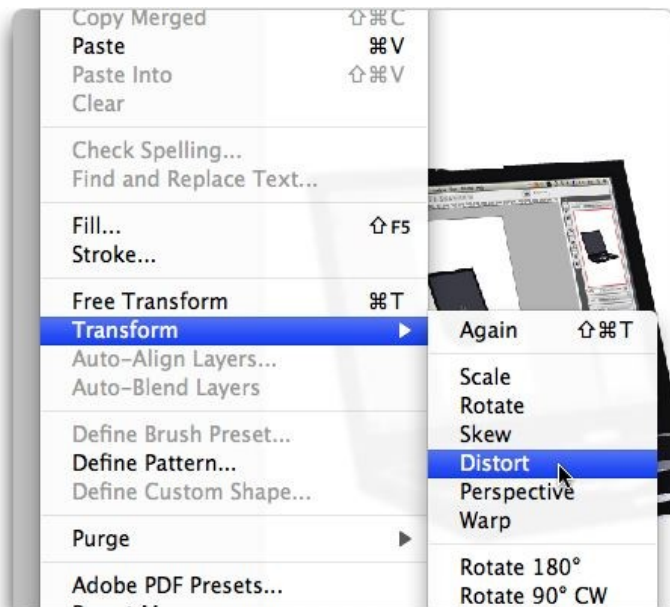 Copy Merged ⇧⌘C
Paste ⌘V
Paste Into ⇧⌘V
Clear
Check Spelling...
Find and Replace Text...
Fill... ⇧F5
Stroke...
Free Transform ⌘T
Transform ▶
Auto-Align Layers...
Auto-Blend Layers
Define Brush Preset...
Define Pattern...
Define Custom Shape...
Purge ▶
Adobe PDF Presets...
Again ⇧⌘T
Scale
Rotate
Skew
Distort
Perspective
Warp
Rotate 180°
Rotate 90° CW